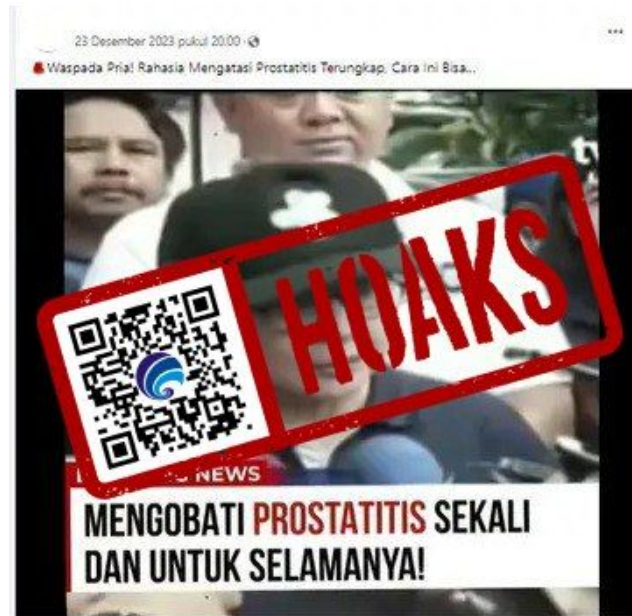 23 Desember 2023 pukul 20.00
Waspada Pria! Rahasia Mengatasi Prostatitis Terungkap, Cara Ini Bisa...
HOAKS
NEWS
MENGOBATI PROSTATITIS SEKALI
DAN UNTUK SELAMANYA!